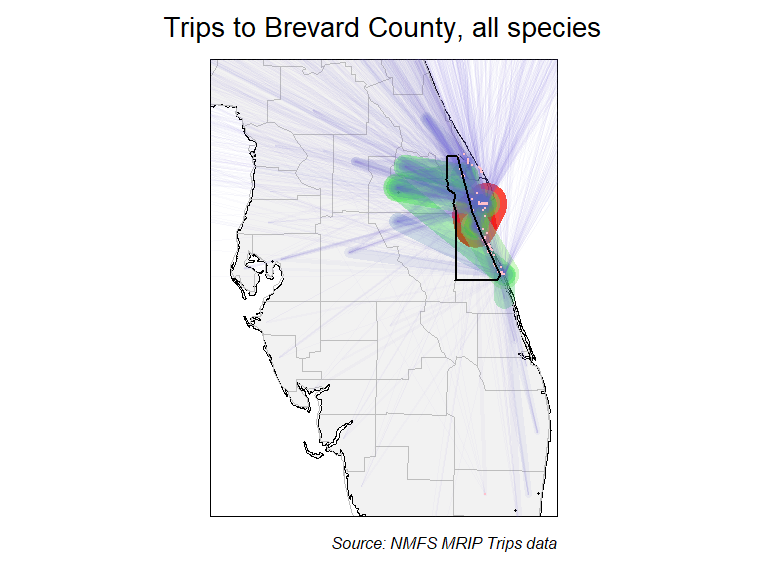 Trips to Brevard County, all species
Source: NMFS MRIP Trips data